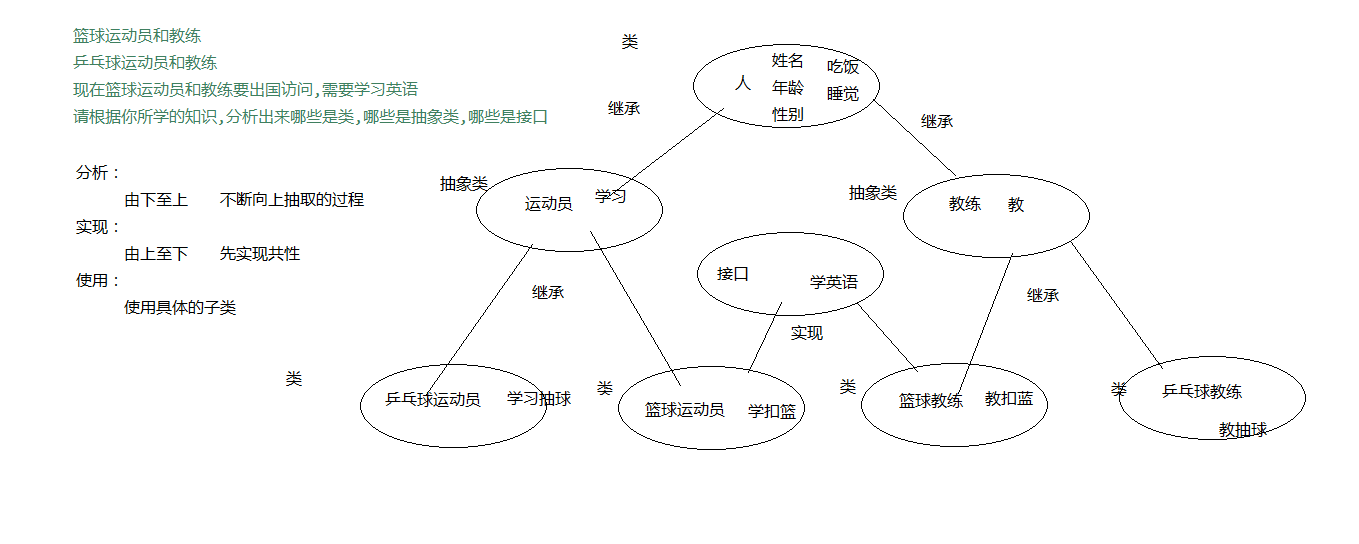 篮球运动员和教练
乒乓球运动员和教练
现在篮球运动员和教练要出国访问,需要学习英语
请根据你所学的知识,分析出来哪些是类,哪些是抽象类,哪些是接口
分析：
由下至上 不断向上抽取的过程
实现：
由上至下 先实现共性
使用：
使用具体的子类
类
人
姓名
年龄
性别
吃饭
睡觉
继承
继承
抽象类
运动员 学习
抽象类
教练 教
接口 学英语
继承
实现
继承
类
乒乓球运动员 学习抽球
类
篮球运动员 学扣篮
类
篮球教练 教扣蓝
类
乒乓球教练
教抽球